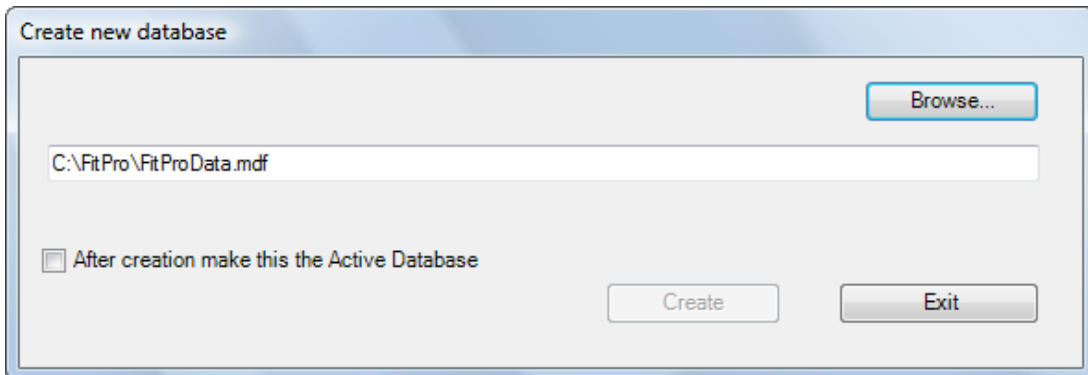 Create new database
Browse...
C:\FitPro\FitProData.mdf
After creation make this the Active Database
Create
Exit